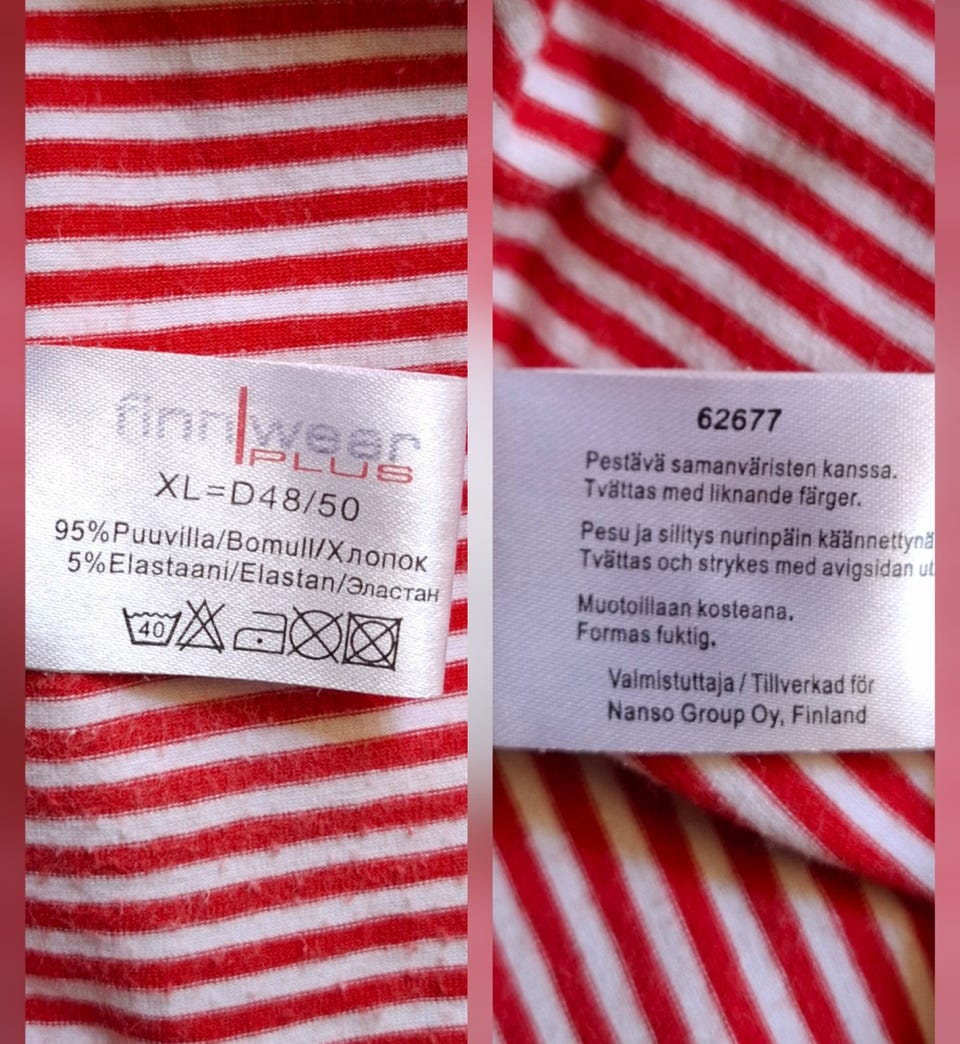 finn wear
PLUS
XL=D48/50
95%Puuvilla/Bomull/Хлопок
5%Elastaani/Elastan/Эластан
40
62677
Pestävä samanväristen kanssa.
Tvättas med liknande färger.
Pesu ja silitys nurinpäin käännettynä
Tvättas och strykes med avigsidan ut
Muotoillaan kosteana.
Formas fuktig.
Valmistuttaja / Tillverkad för
Nanso Group Oy, Finland